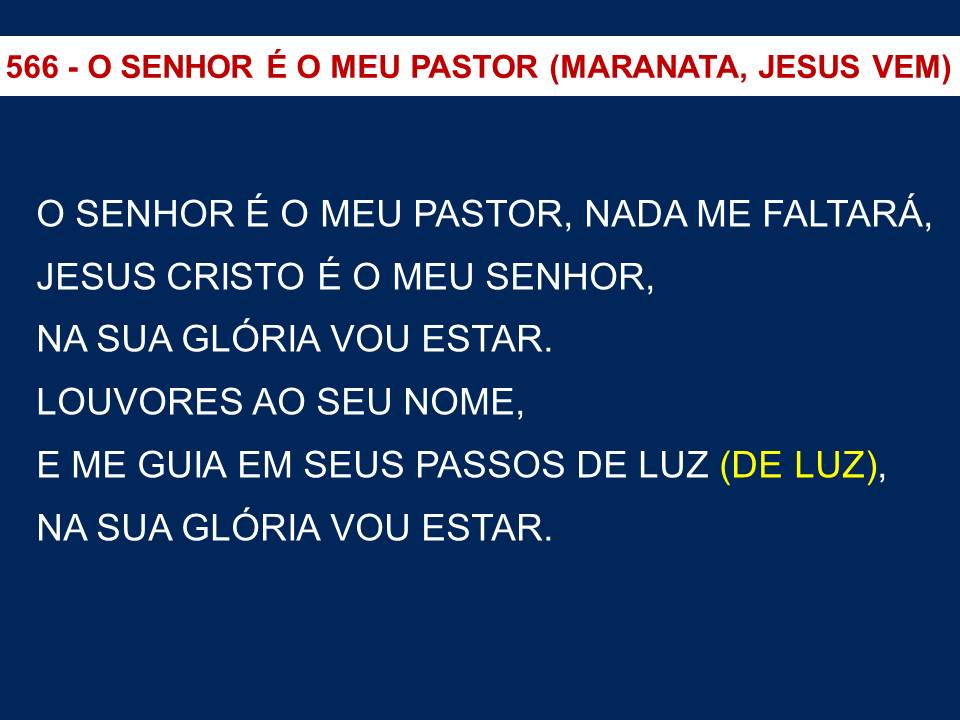 566 - O SENHOR É O MEU PASTOR (MARANATA, JESUS VEM)
O SENHOR É O MEU PASTOR, NADA ME FALTARÁ,
JESUS CRISTO É O MEU SENHOR,
NA SUA GLÓRIA VOU ESTAR.
LOUVORES AO SEU NOME,
E ME GUIA EM SEUS PASSOS DE LUZ (DE LUZ),
NA SUA GLÓRIA VOU ESTAR.